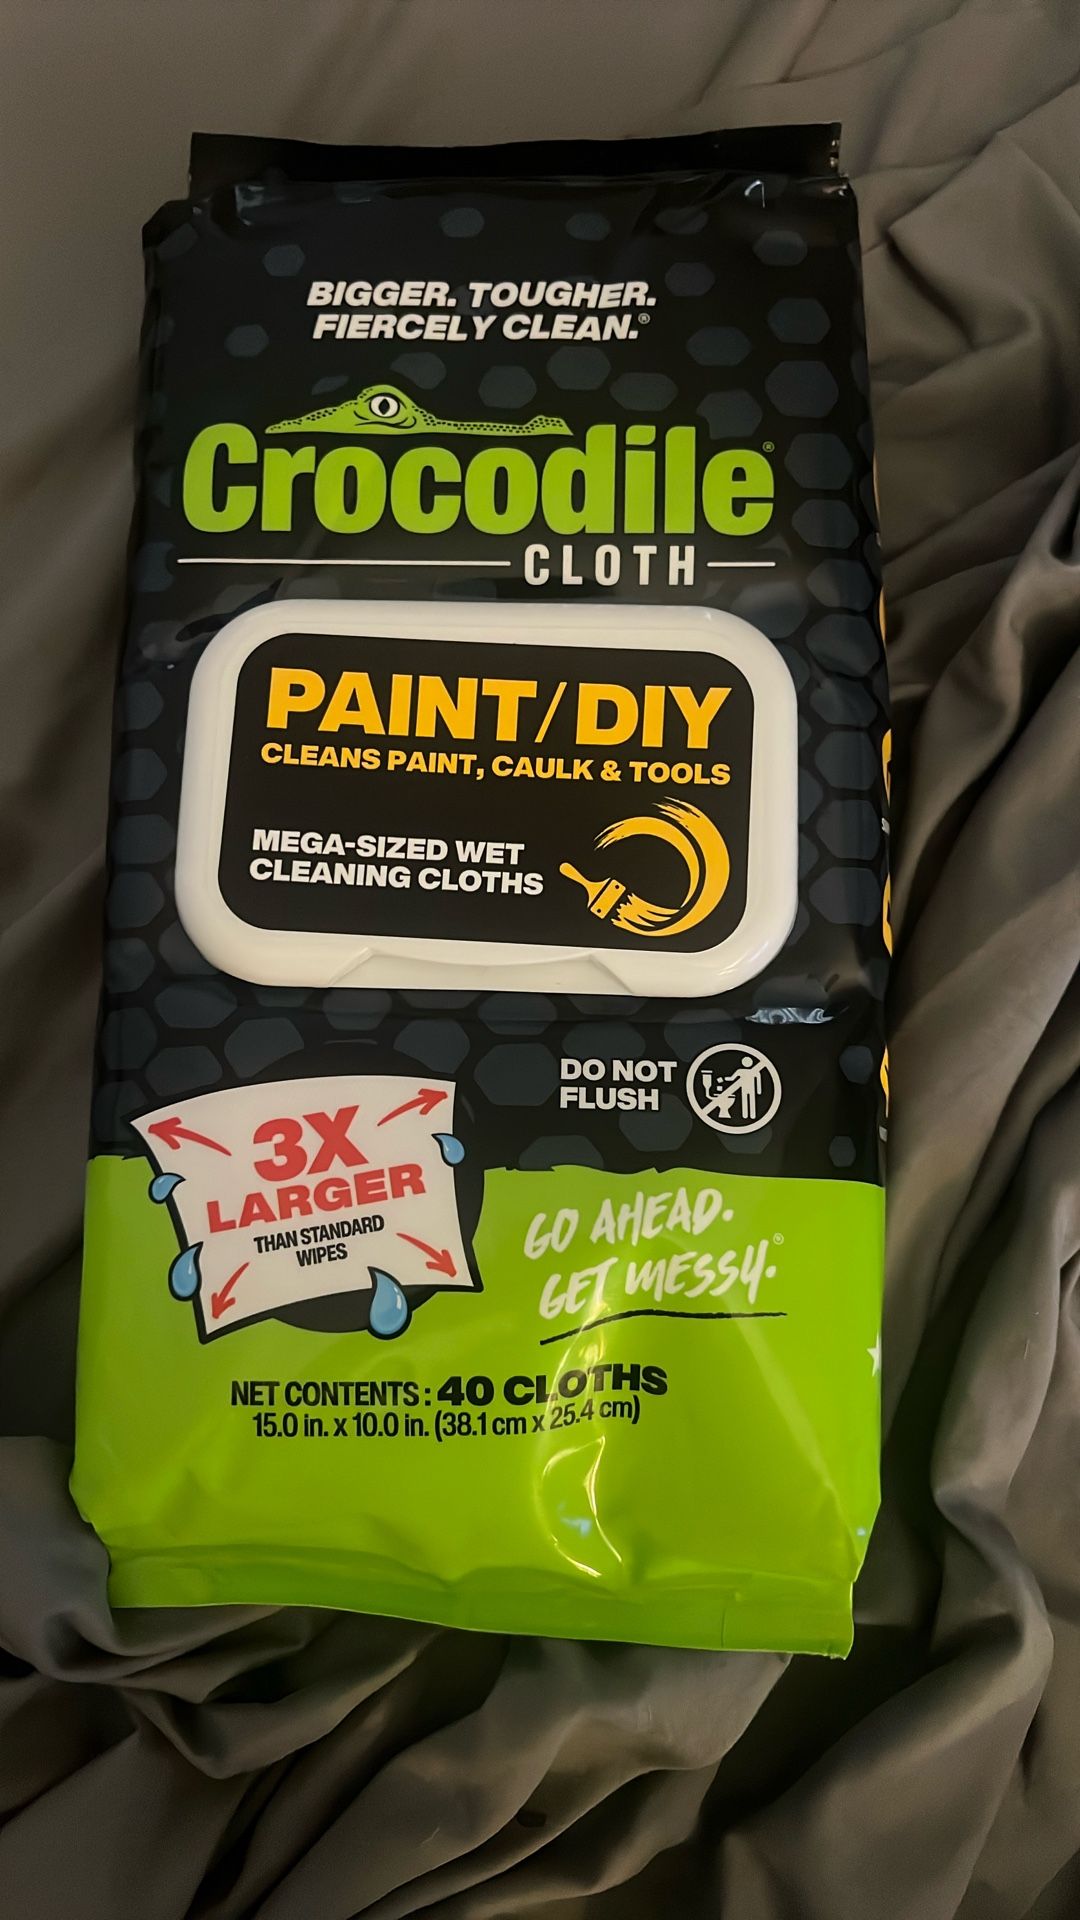 BIGGER. TOUGHER.
FIERCELY CLEAN.®
Crocodile®
CLOTH
PAINT/DIY
CLEANS PAINT, CAULK & TOOLS
MEGA-SIZED WET
CLEANING CLOTHS
DO NOT
FLUSH
3X
LARGER
THAN STANDARD
WIPES
GO AHEAD.
GET MESSY.®
NET CONTENTS: 40 CLOTHS
15.0 in. x 10.0 in. (38.1 cm x 25.4 cm)